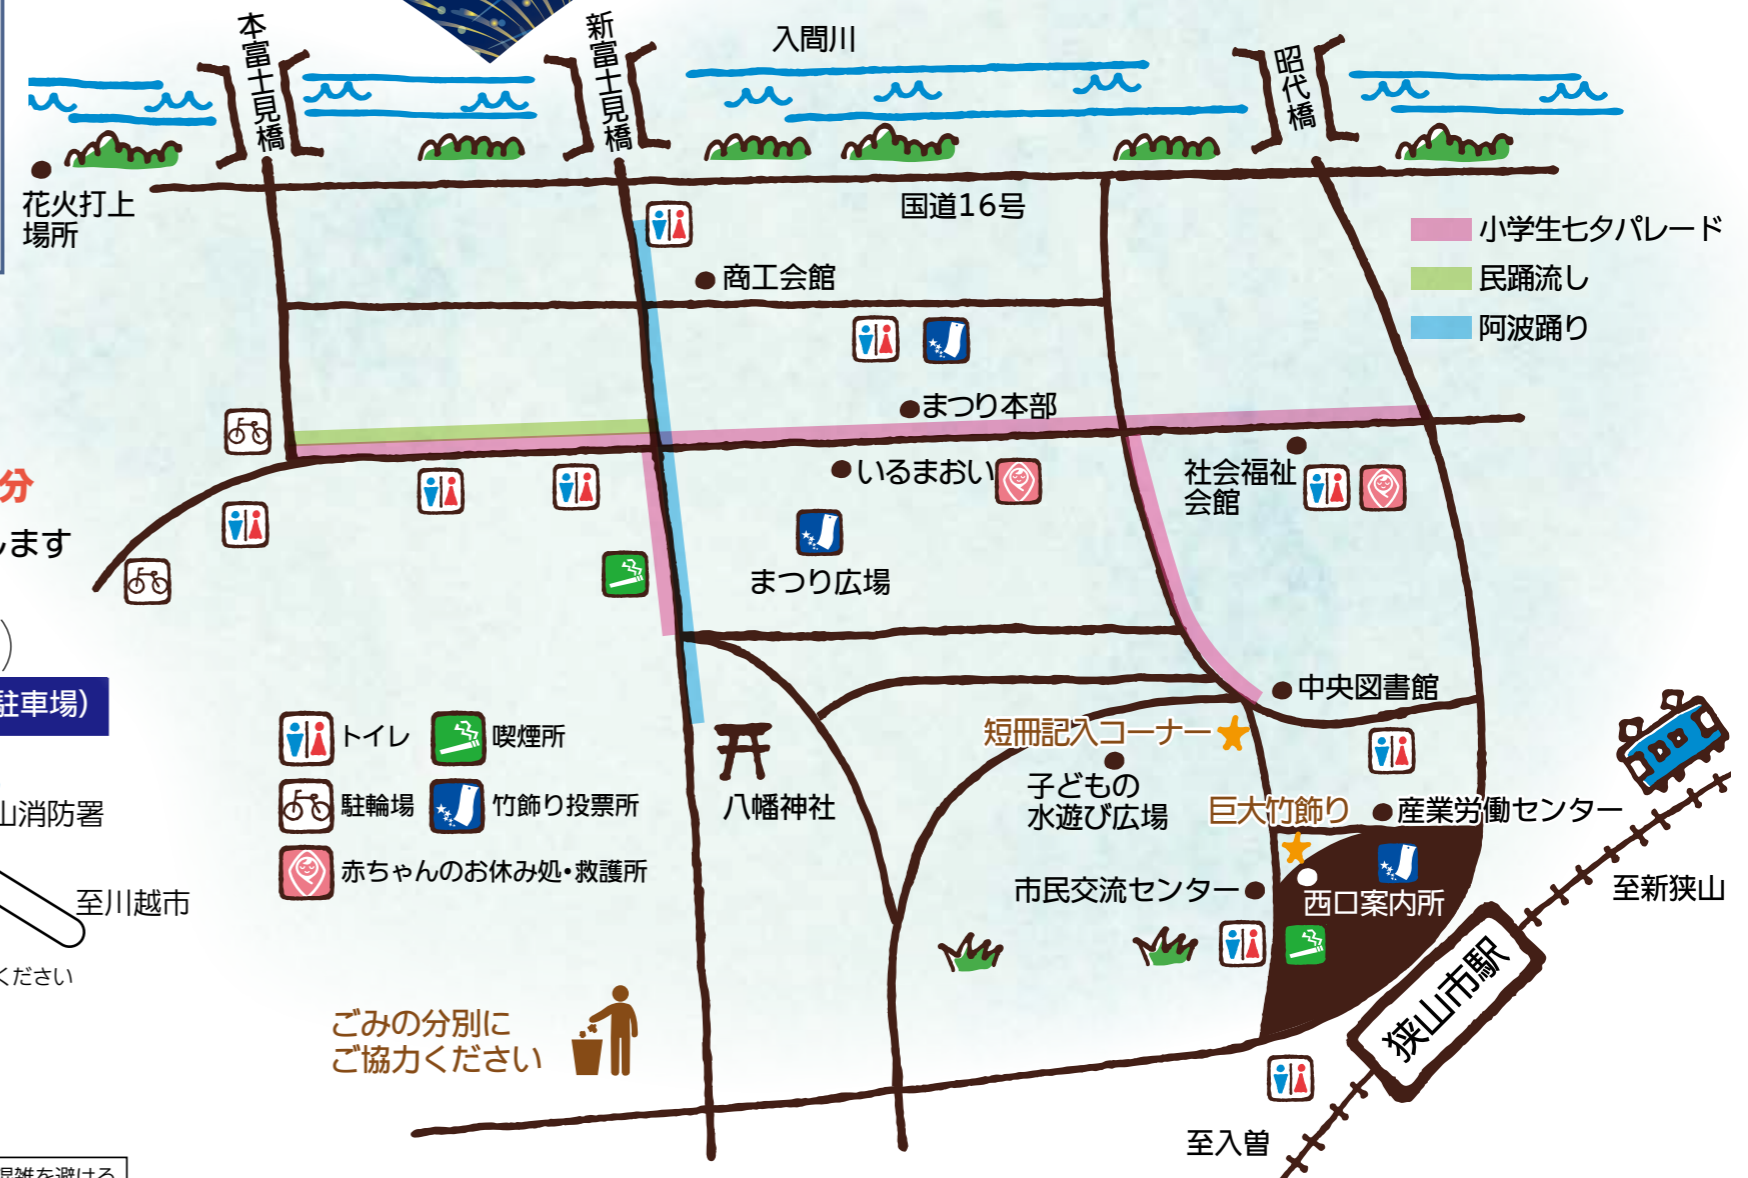 本富士見橋
新富士見橋
入間川
昭代橋
花火打上
場所
国道16号
小学生七夕パレード
民踊流し
阿波踊り
商工会館
まつり本部
いるまおい
社会福祉
会館
分
します
まつり広場
)
駐車場)
中央図書館
短冊記入コーナー
トイレ
喫煙所
子どもの
水遊び広場
巨大竹飾り
産業労働センター
駐輪場
竹飾り投票所
八幡神社
山消防署
赤ちゃんのお休み処・救護所
至川越市
市民交流センター
西口案内所
至新狭山
ください
狭山市駅
ごみの分別に
ご協力ください
至入曽
混雑を避ける